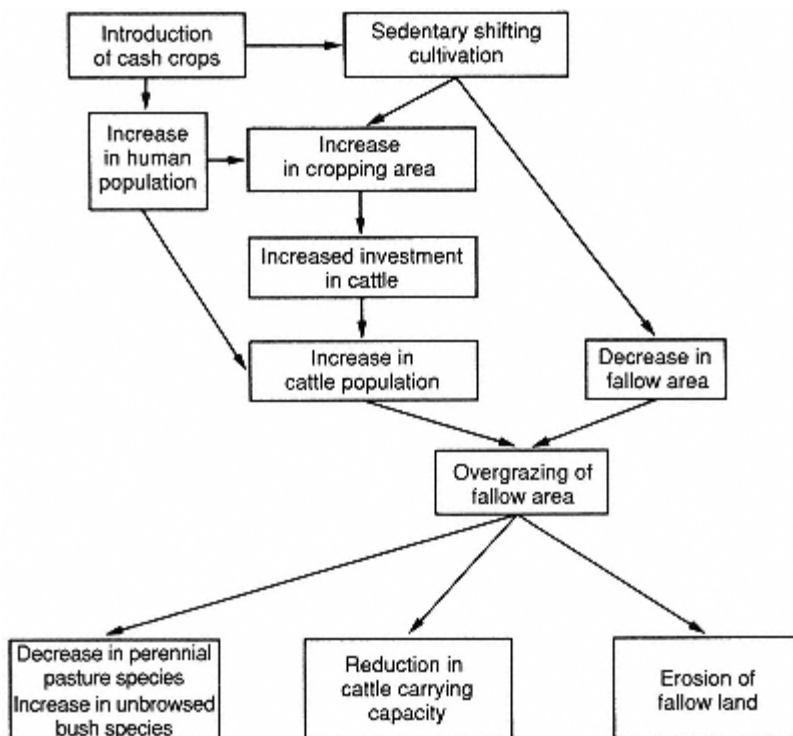 Introduction
of cash crops
Sedentary shifting
cultivation
Increase
in human
population
Increase
in cropping area
Increased investment
in cattle
Increase in
cattle population
Decrease in
fallow area
Overgrazing of
fallow area
Decrease in perennial
pasture species
Increase in unbrowsed
bush species
Reduction in
cattle carrying
capacity
Erosion of
fallow land